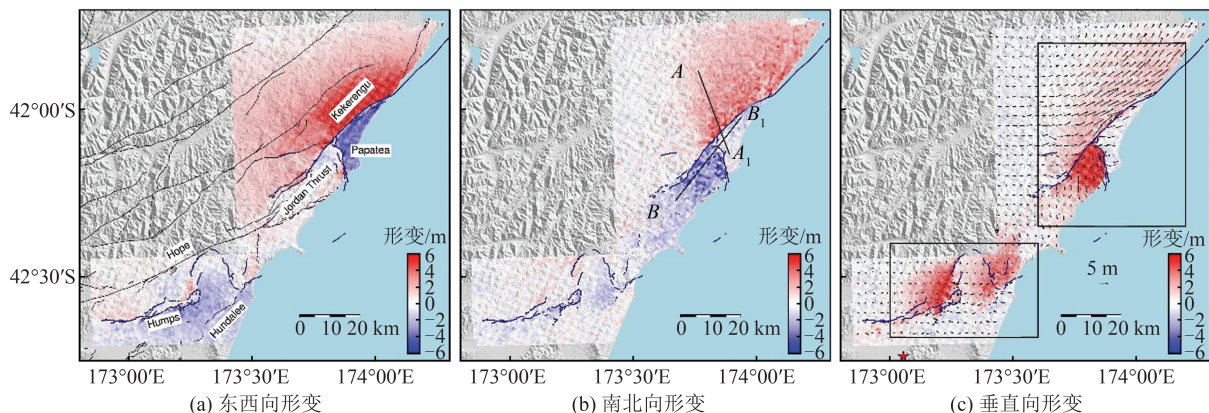 42°00′S
42°30′S
Kekerengu
Papatea
Jordan Thrust
Hope
Humps
Hundalee
形变/m
6
4
2
0
−2
−4
−6
0 10 20 km
173°00′E
173°30′E
174°00′E
(a) 东西向形变
A
B₁
A₁
B
形变/m
6
4
2
0
−2
−4
−6
0 10 20 km
173°00′E
173°30′E
174°00′E
(b) 南北向形变
形变/m
6
4
2
0
−2
−4
−6
5 m
0 10 20 km
173°00′E
173°30′E
174°00′E
(c) 垂直向形变